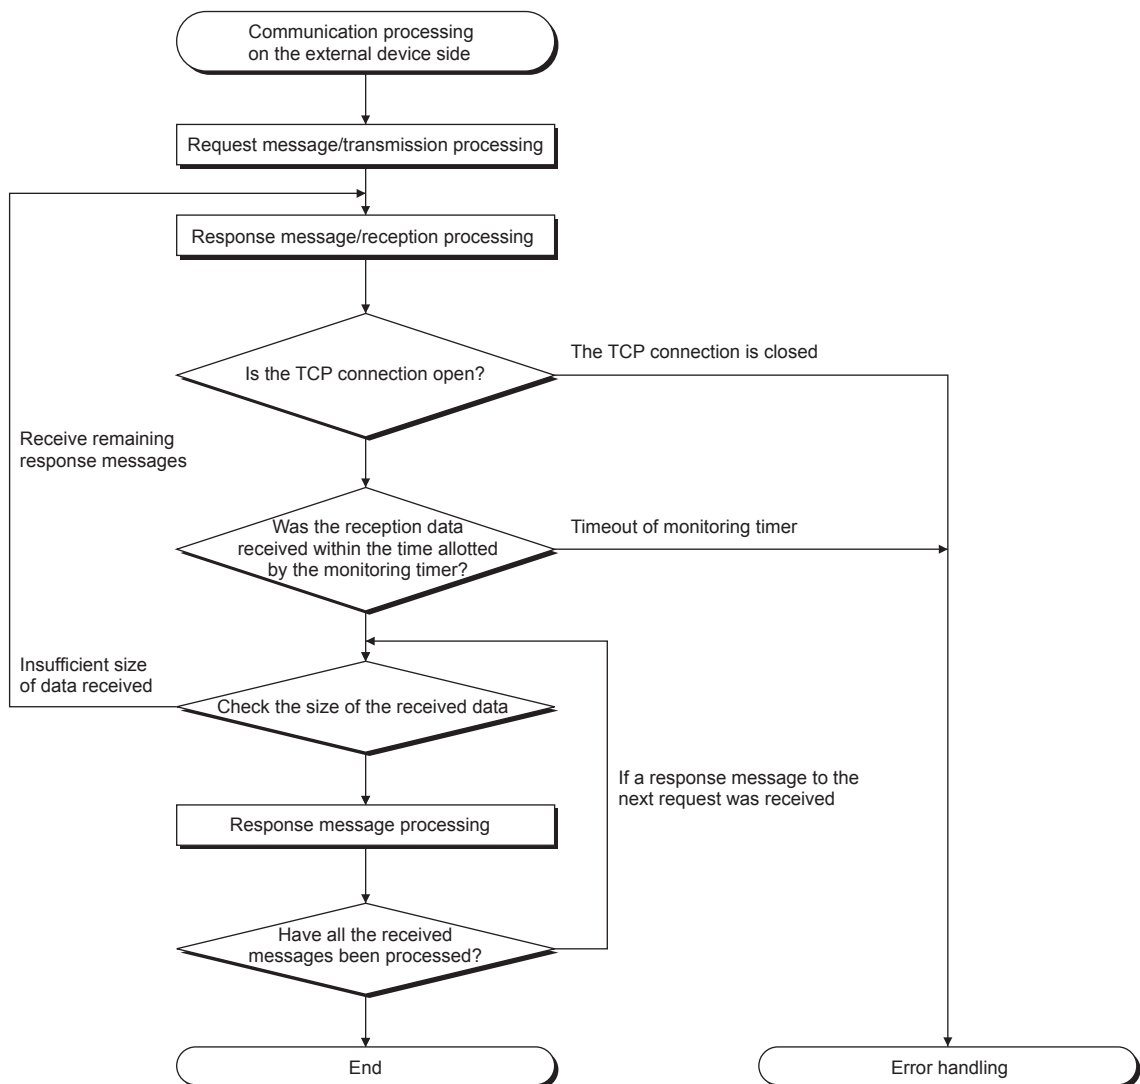 Communication processing
on the external device side
Request message/transmission processing
Response message/reception processing
Is the TCP connection open?
The TCP connection is closed
Receive remaining
response messages
Was the reception data
received within the time allotted
by the monitoring timer?
Timeout of monitoring timer
Insufficient size
of data received
Check the size of the received data
If a response message to the
next request was received
Response message processing
Have all the received
messages been processed?
End
Error handling